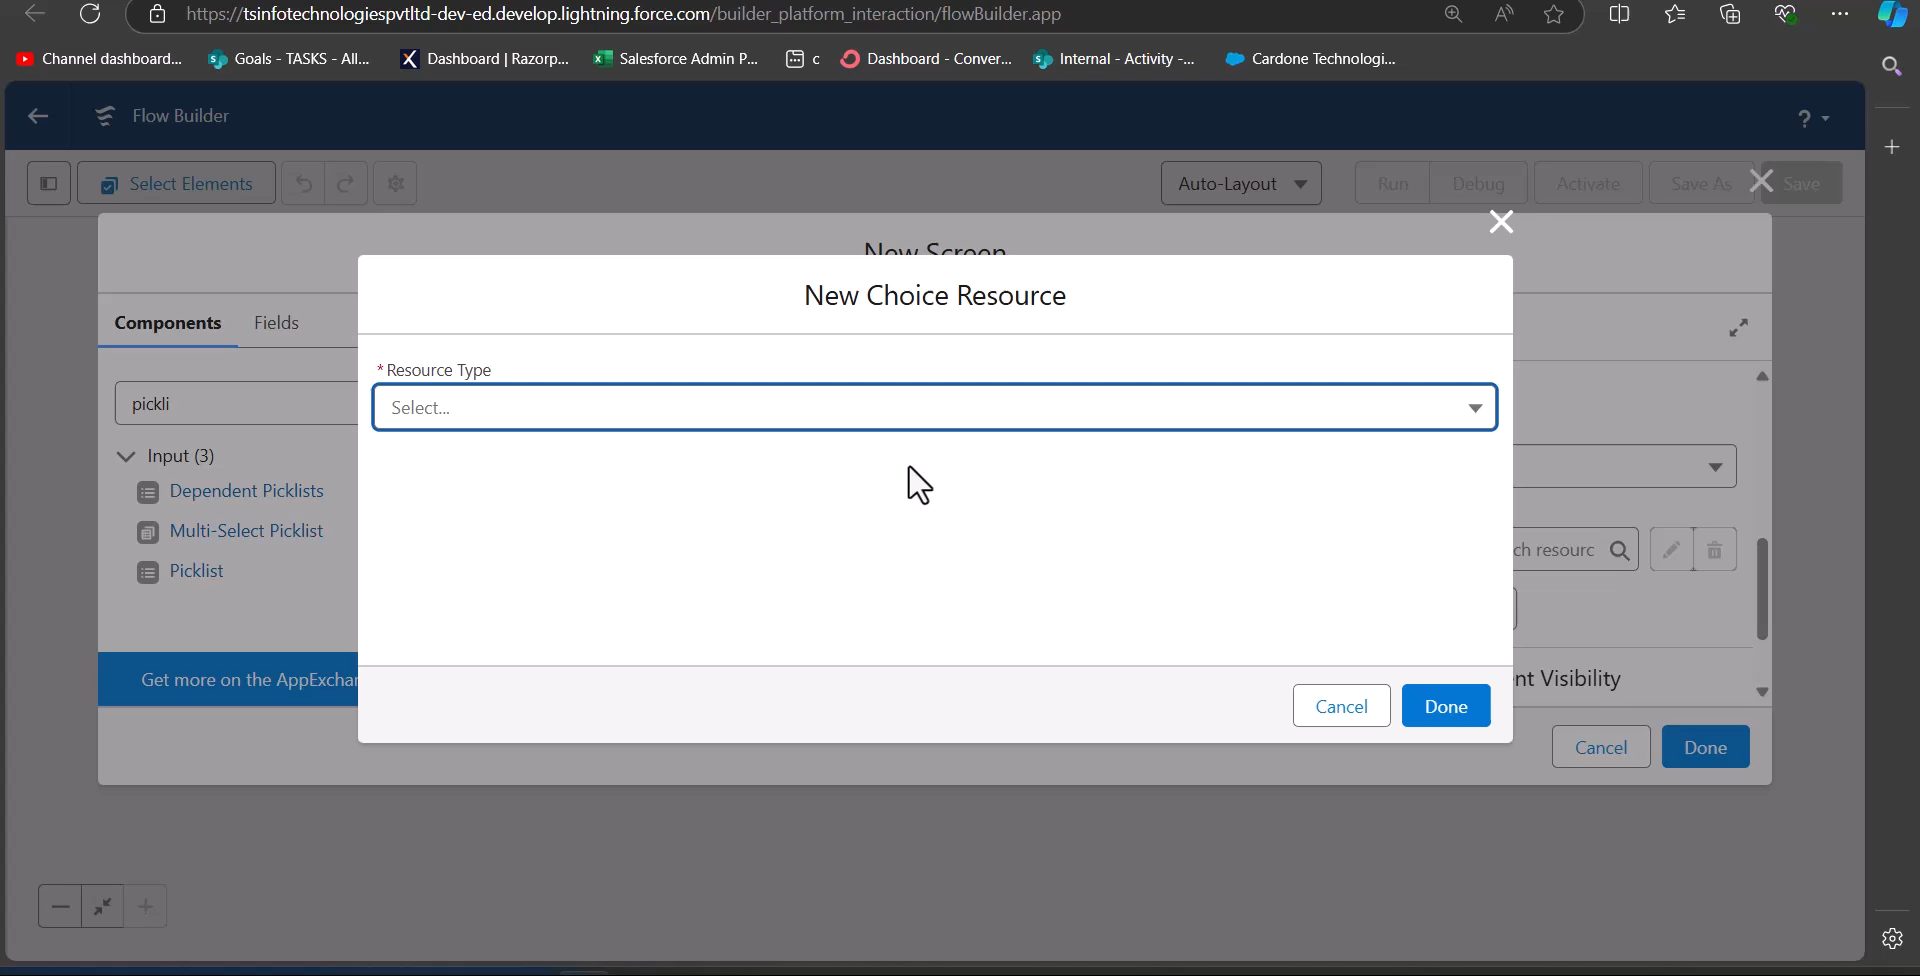 https://tsinfotechnologiespvtltd-dev-ed.develop.lightning.force.com/builder_platform_interaction/flowBuilder.app
Channel dashboard...
Goals - TASKS - All...
Dashboard | Razorp...
Salesforce Admin P...
c
Dashboard - Conver...
Internal - Activity -...
Cardone Technologi...
Flow Builder
?
Select Elements
Auto-Layout
Run
Debug
Activate
Save As
Save
New Screen
New Choice Resource
Components
Fields
*Resource Type
Select...
pickli
Input (3)
Dependent Picklists
Multi-Select Picklist
Picklist
ch resourc
Get more on the AppExchan
nt Visibility
Cancel
Done
Cancel
Done